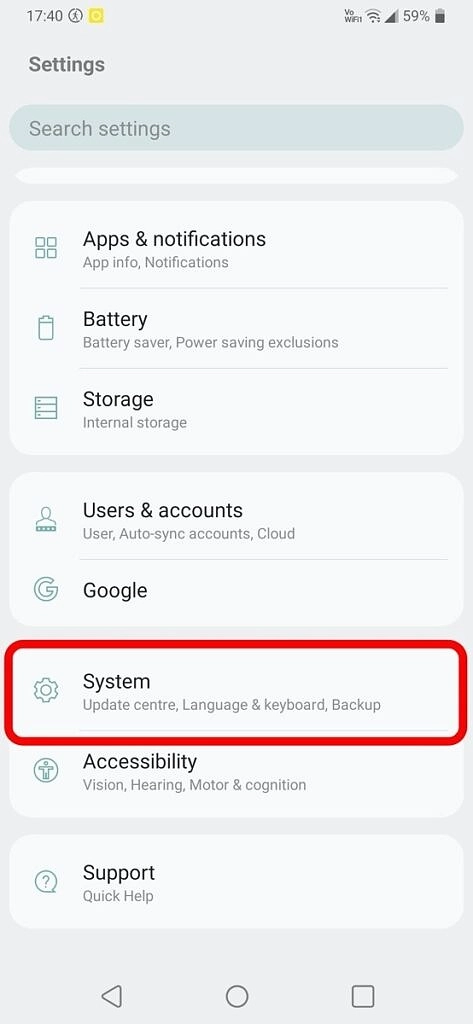 17:40 Vo WiFi1 59%
Settings
Search settings
Apps & notifications
App info, Notifications
Battery
Battery saver, Power saving exclusions
Storage
Internal storage
Users & accounts
User, Auto-sync accounts, Cloud
Google
System
Update centre, Language & keyboard, Backup
Accessibility
Vision, Hearing, Motor & cognition
Support
Quick Help